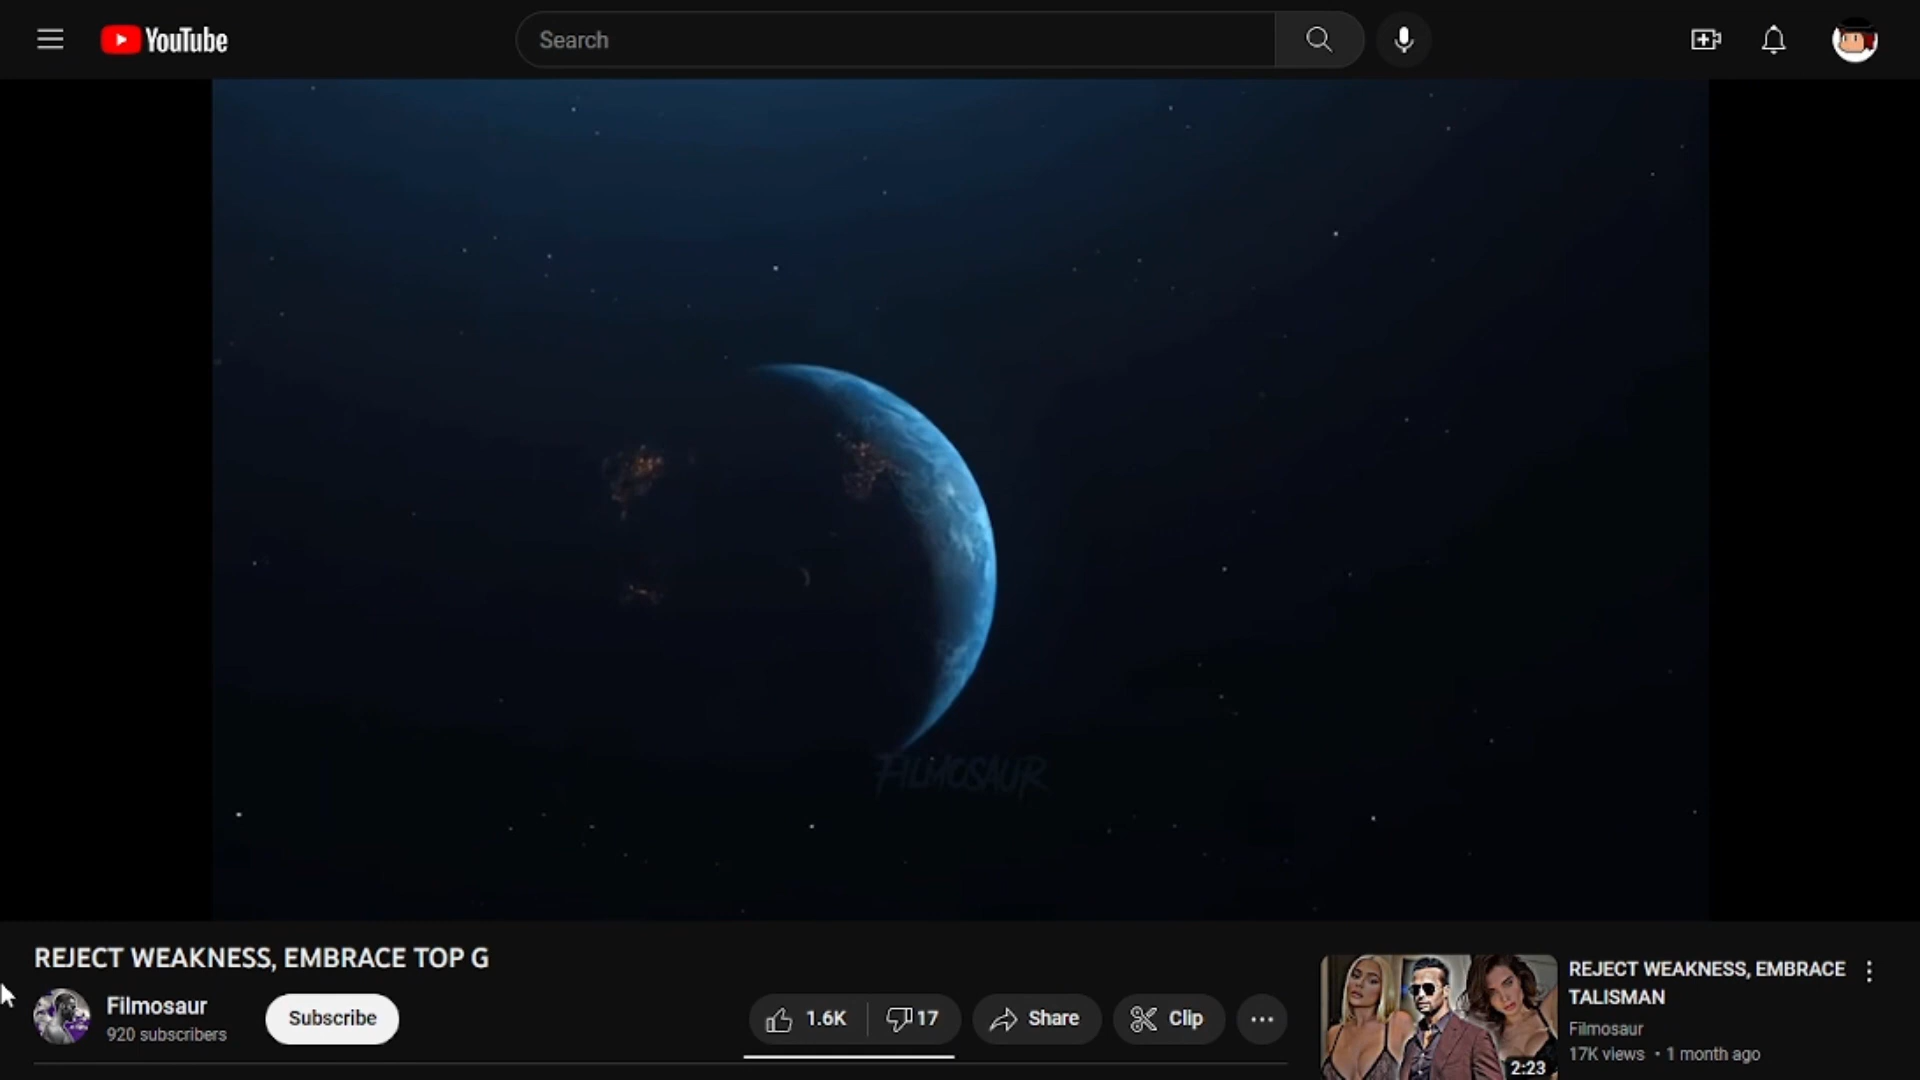 YouTube
Search
FILMOSAUR
REJECT WEAKNESS, EMBRACE TOP G
Filmosaur
920 subscribers
Subscribe
1.6K
17
Share
Clip
REJECT WEAKNESS, EMBRACE
TALISMAN
Filmosaur
17K views • 1 month ago
2:23